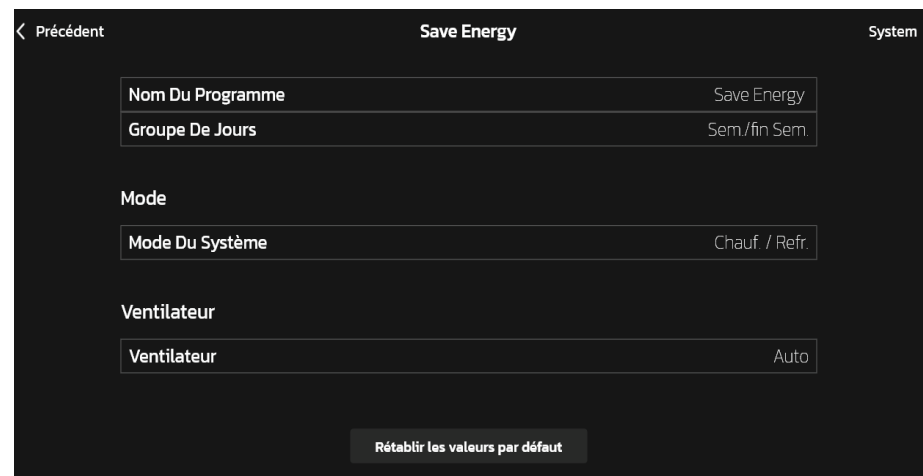 Précédent Save Energy System
Nom Du Programme Save Energy
Groupe De Jours Sem./fin Sem.
Mode
Mode Du Système Chauf. / Refr.
Ventilateur
Ventilateur Auto
Rétablir les valeurs par défaut